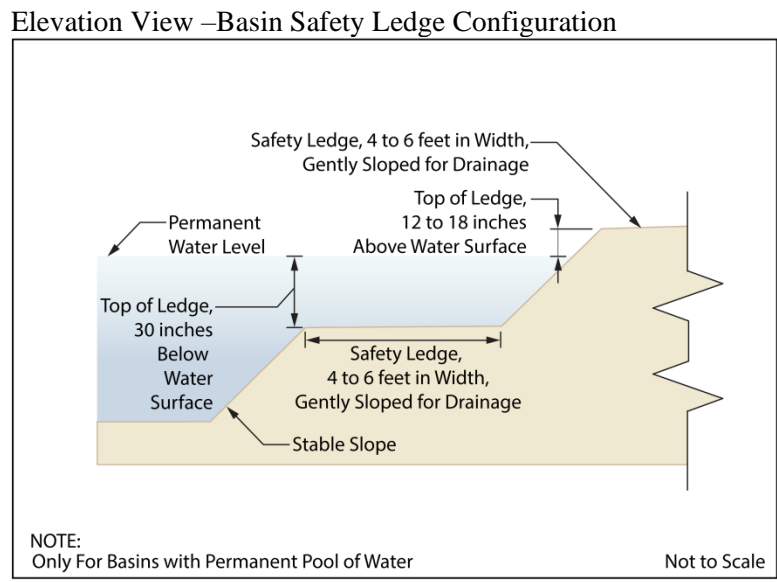 Elevation View –Basin Safety Ledge Configuration
Safety Ledge, 4 to 6 feet in Width,
Gently Sloped for Drainage
Top of Ledge,
12 to 18 inches
Above Water Surface
Permanent
Water Level
Top of Ledge,
30 inches
Below
Water
Surface
Safety Ledge,
4 to 6 feet in Width,
Gently Sloped for Drainage
Stable Slope
NOTE:
Only For Basins with Permanent Pool of Water
Not to Scale